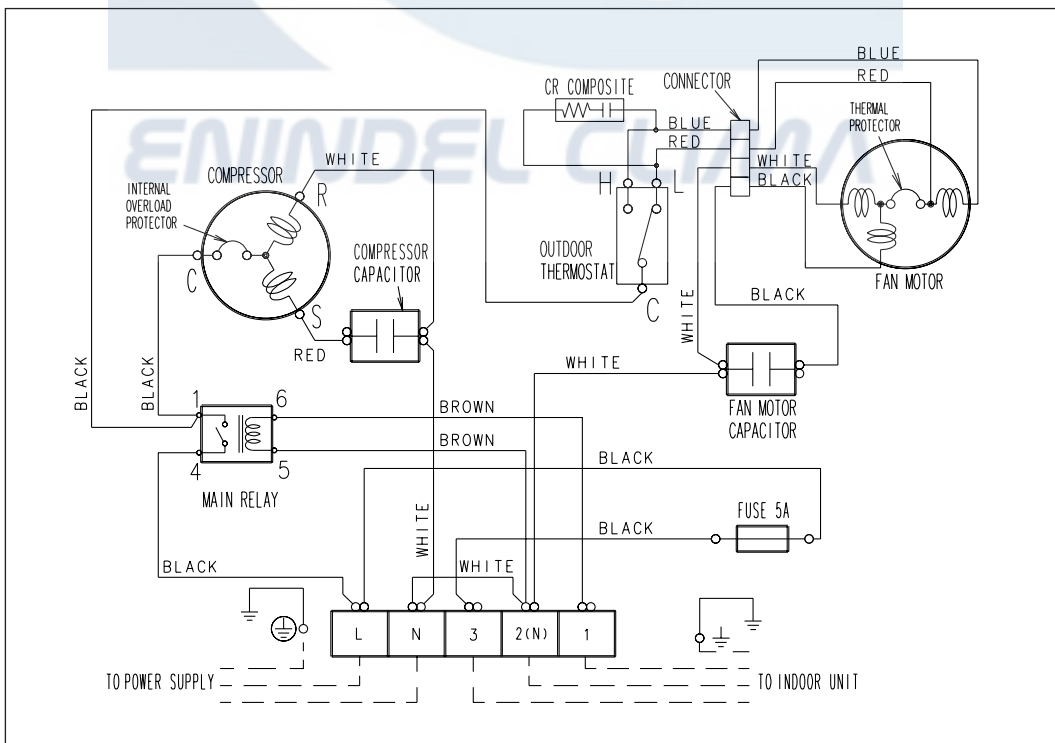 BLUE
CR COMPOSITE
CONNECTOR
RED
THERMAL
PROTECTOR
BLUE
RED
ENINDEL CLIMA
WHITE
WHITE
BLACK
COMPRESSOR
INTERNAL
OVERLOAD
PROTECTOR
R
H
L
COMPRESSOR
CAPACITOR
OUTDOOR
THERMOSTAT
C
S
C
FAN MOTOR
BLACK
RED
WHITE
WHITE
BLACK
BLACK
FAN MOTOR
CAPACITOR
1
6
BROWN
BROWN
4
5
MAIN RELAY
BLACK
FUSE 5A
BLACK
WHITE
BLACK
WHITE
L
N
3
2(N)
1
TO POWER SUPPLY
TO INDOOR UNIT